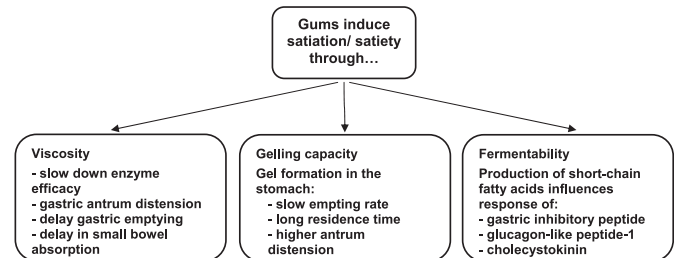 Gums induce
satiation/ satiety
through...
Viscosity
- slow down enzyme
efficacy
- gastric antrum distension
- delay gastric emptying
- delay in small bowel
absorption
Gelling capacity
Gel formation in the
stomach:
- slow empting rate
- long residence time
- higher antrum
distension
Fermentability
Production of short-chain
fatty acids influences
response of:
- gastric inhibitory peptide
- glucagon-like peptide-1
- cholecystokinin